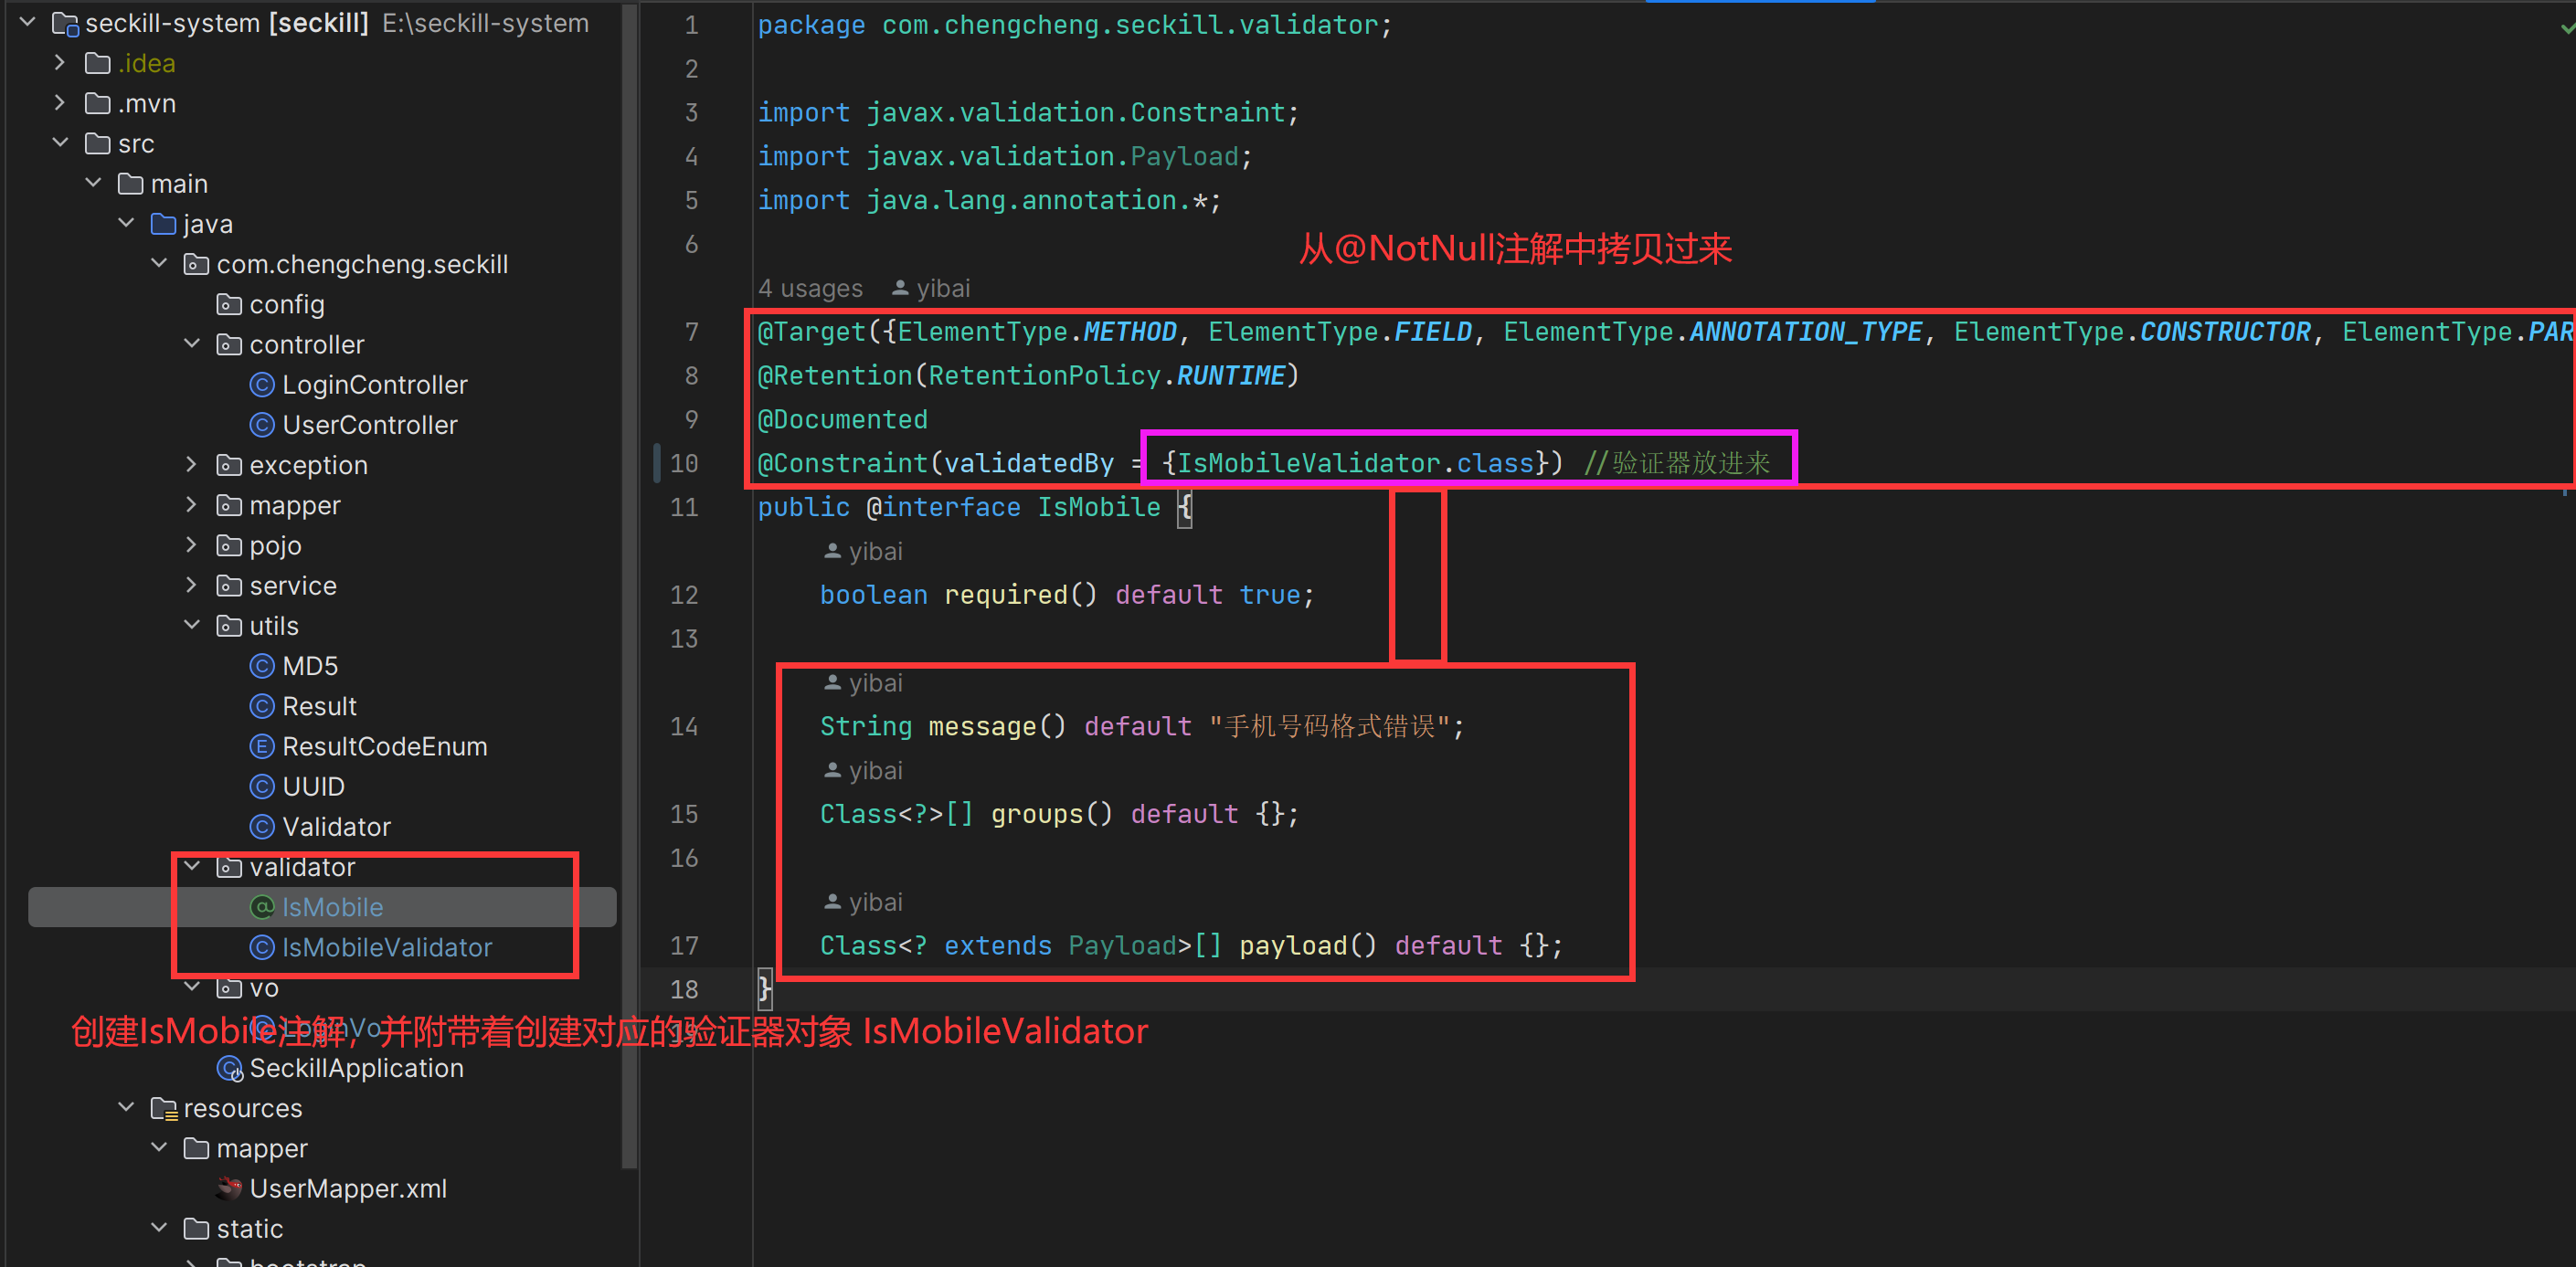 seckill-system [seckill] E:\seckill-system
.idea
.mvn
src
main
java
com.chengcheng.seckill
config
controller
LoginController
UserController
exception
mapper
pojo
service
utils
MD5
Result
ResultCodeEnum
UUID
Validator
validator
IsMobile
IsMobileValidator
vo
LoginVo
创建IsMobile注解，并附带着创建对应的验证器对象 IsMobileValidator
SeckillApplication
resources
mapper
UserMapper.xml
static
bootstrap
1 package com.chengcheng.seckill.validator;
2
3 import javax.validation.Constraint;
4 import javax.validation.Payload;
5 import java.lang.annotation.*;
6
从@NotNull注解中拷贝过来
4 usages yibai
7 @Target({ElementType.METHOD, ElementType.FIELD, ElementType.ANNOTATION_TYPE, ElementType.CONSTRUCTOR, ElementType.PAR
8 @Retention(RetentionPolicy.RUNTIME)
9 @Documented
10 @Constraint(validatedBy = {IsMobileValidator.class}) //验证器放进来
11 public @interface IsMobile {
yibai
12 boolean required() default true;
13
yibai
14 String message() default "手机号码格式错误";
yibai
15 Class<?>[] groups() default {};
16
yibai
17 Class<? extends Payload>[] payload() default {};
18 }
19